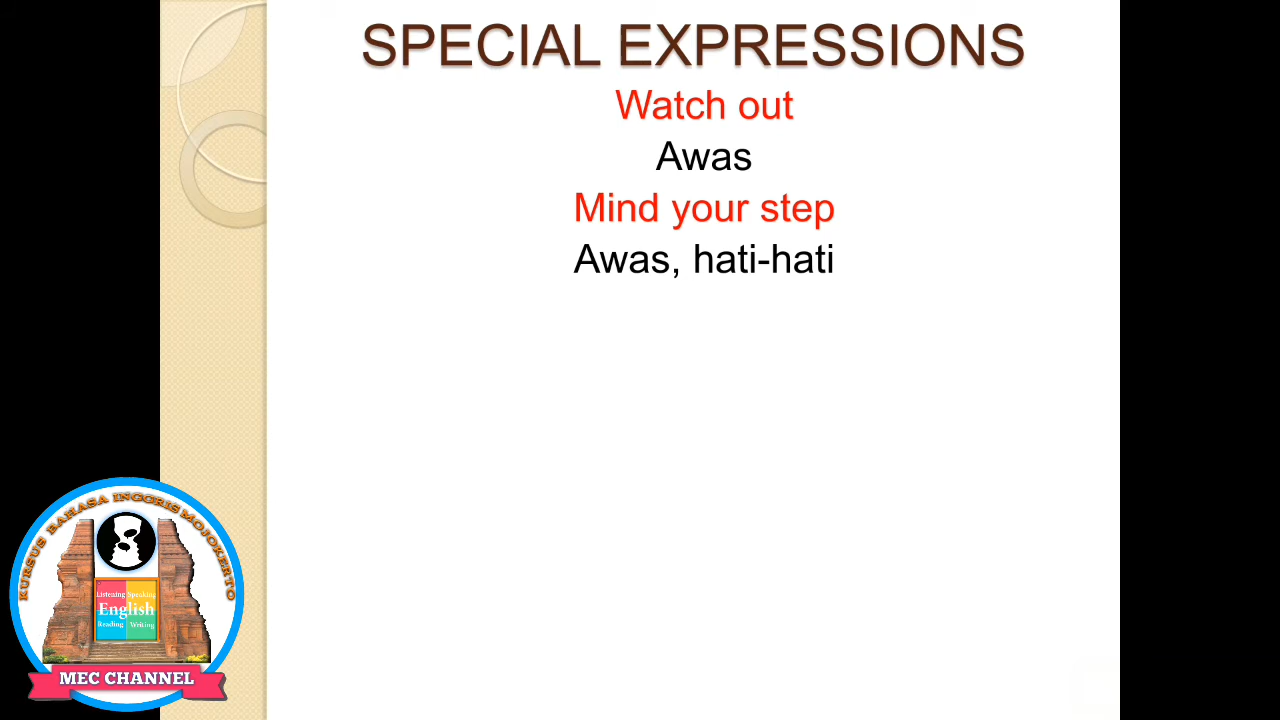 SPECIAL EXPRESSIONS
Watch out
Awas
Mind your step
Awas, hati-hati
KURSUS BAHASA INGGRIS MOJOKERTO
Listening Speaking
English
Reading Writing
MEC CHANNEL